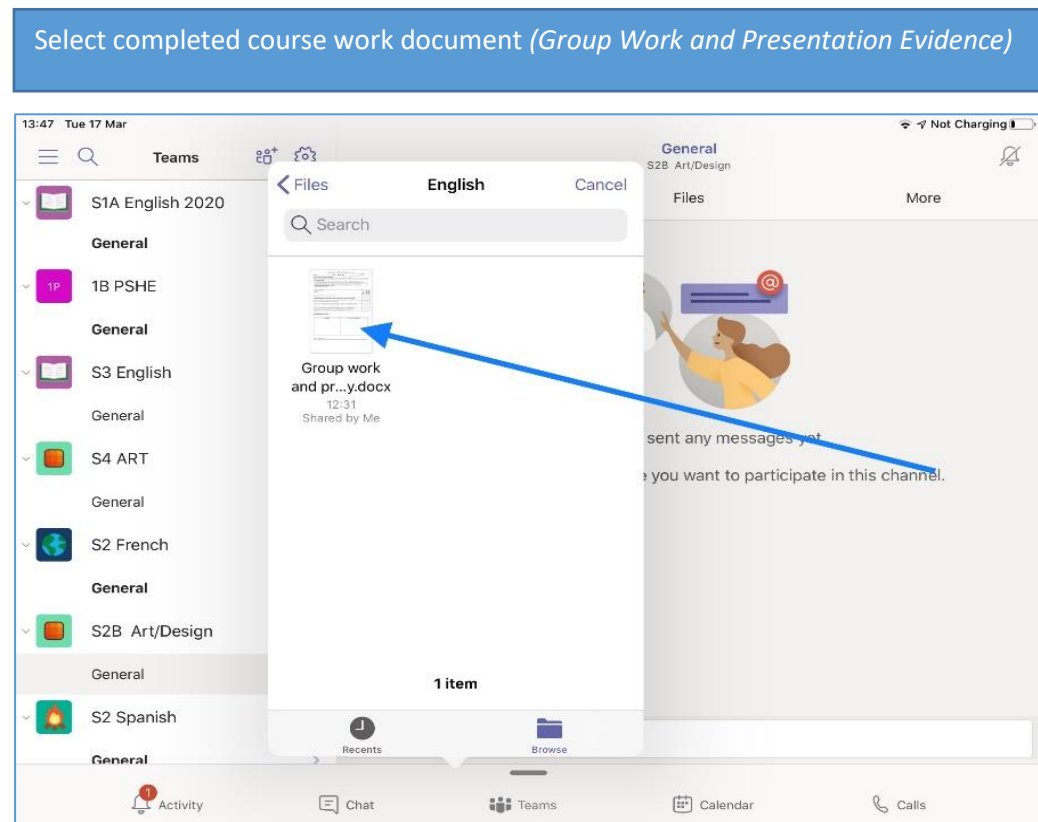 Select completed course work document (Group Work and Presentation Evidence)
13:47 Tue 17 Mar
Not Charging
Teams
General
S2B Art/Design
Files
More
S1A English 2020
General
1P
1B PSHE
General
S3 English
General
S4 ART
General
S2 French
General
S2B Art/Design
General
S2 Spanish
General
Files
English
Cancel
Search
Group work
and pr...y.docx
12:31
Shared by Me
1 item
Recents
Browse
@
sent any messages yet
you want to participate in this channel.
1
Activity
Chat
Teams
Calendar
Calls